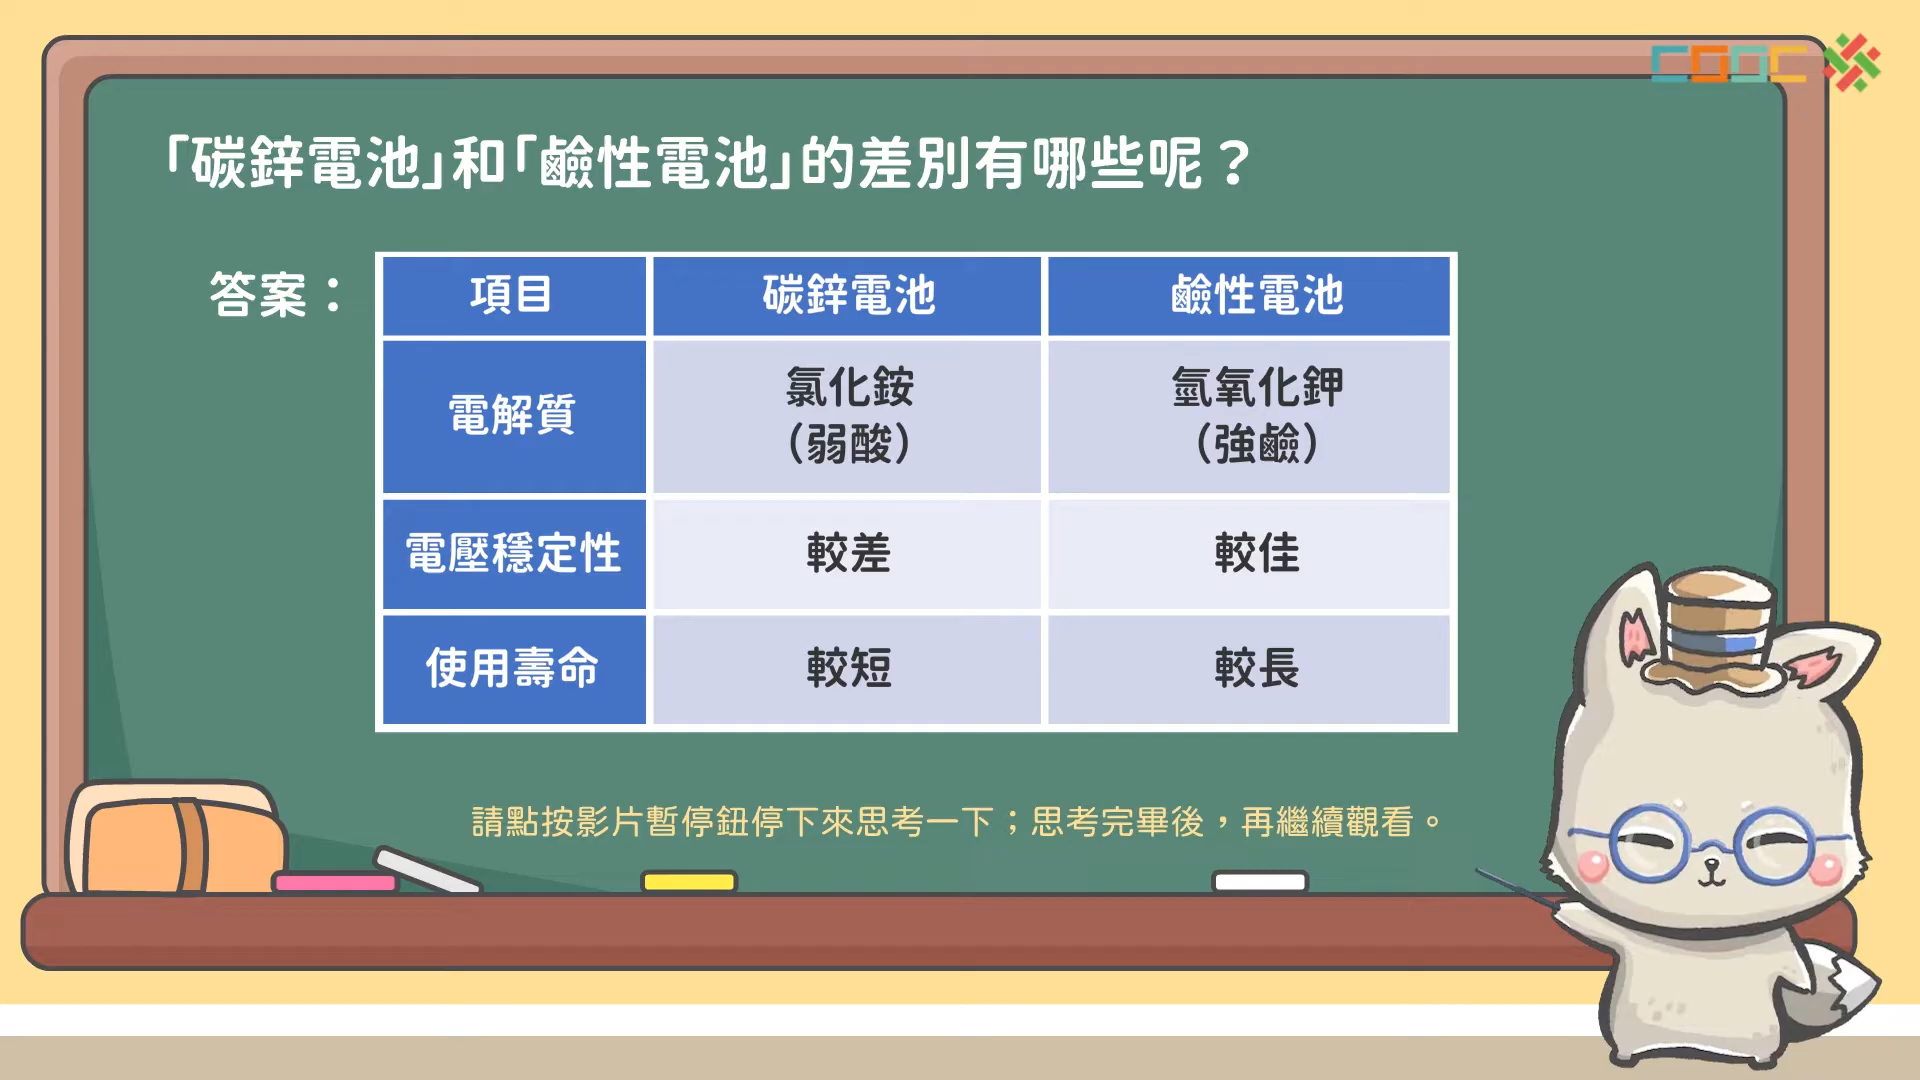 COOC
「碳鋅電池」和「鹼性電池」的差別有哪些呢？
答案：
項目 碳鋅電池 鹼性電池
電解質 氯化銨（弱酸） 氫氧化鉀（強鹼）
電壓穩定性 較差 較佳
使用壽命 較短 較長
請點按影片暫停鈕停下來思考一下；思考完畢後，再繼續觀看。